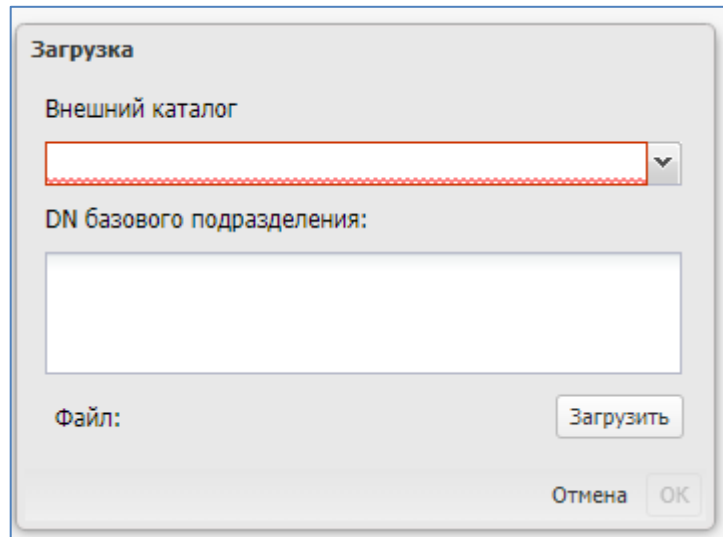 Загрузка
Внешний каталог
DN базового подразделения:
Файл:
Загрузить
Отмена
OK